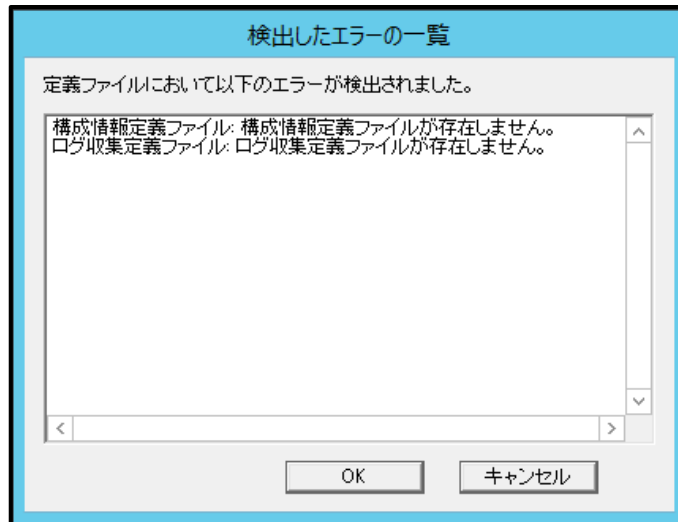 検出したエラーの一覧
定義ファイルにおいて以下のエラーが検出されました。
構成情報定義ファイル: 構成情報定義ファイルが存在しません。
ログ収集定義ファイル: ログ収集定義ファイルが存在しません。
OK
キャンセル